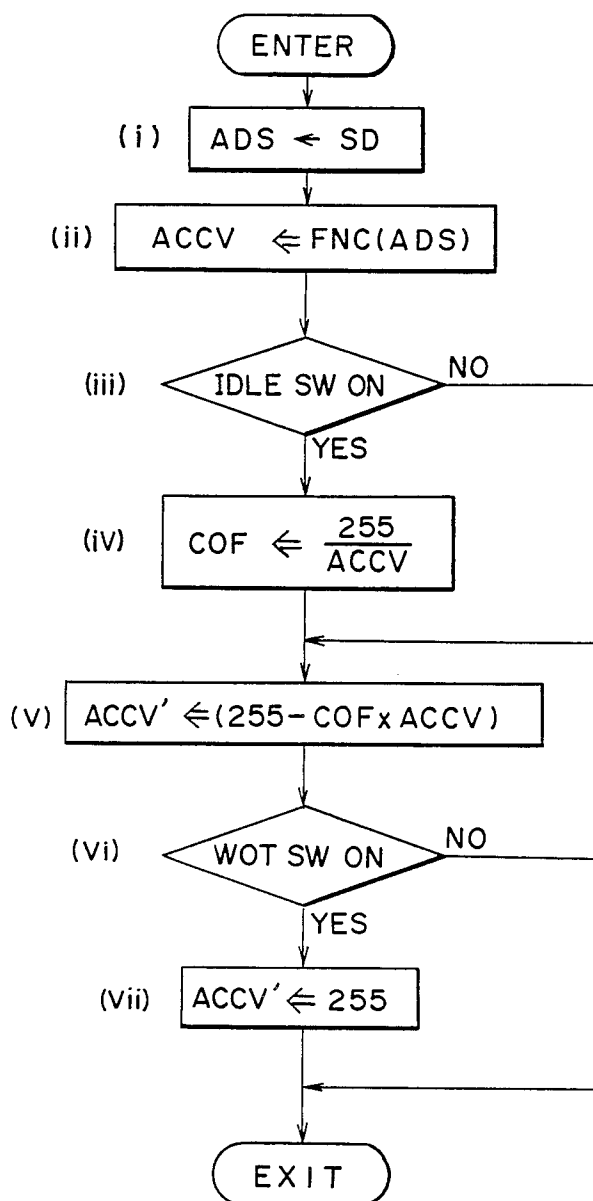 ENTER
(i) ADS ← SD
(ii) ACCV ⇐ FNC(ADS)
(iii) IDLE SW ON NO
YES
(iv) COF ⇐ 255
ACCV
(V) ACCV' ⇐ (255-COF x ACCV)
(Vi) WOT SW ON NO
YES
(Vii) ACCV' ⇐ 255
EXIT